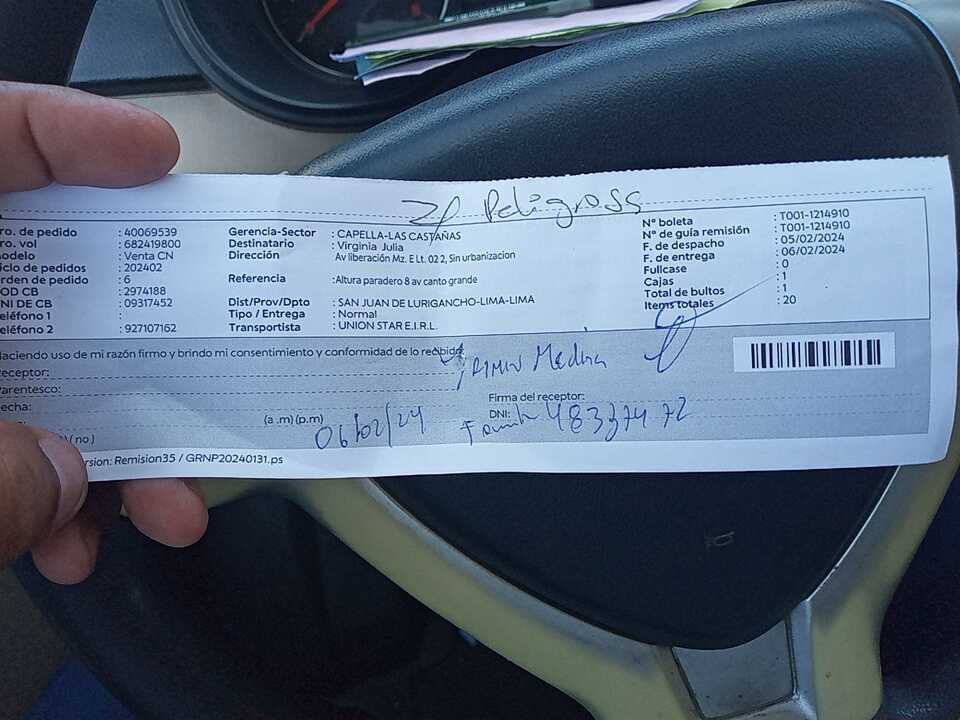 ZP Peligross
ro. de pedido : 40069539
ro. vol : 682419800
odelo : Venta CN
iclo de pedidos : 202402
rden de pedido : 6
OD CB : 2974188
NI DE CB : 09317452
eléfono 1 :
eléfono 2 : 927107162
Gerencia-Sector : CAPELLA-LAS CASTAÑAS
Destinatario : Virginia Julia
Dirección Av liberación Mz. E Lt. 02 2, Sin urbanizacion
Referencia :Altura paradero 8 av canto grande
Dist/Prov/Dpto : SAN JUAN DE LURIGANCHO-LIMA-LIMA
Tipo / Entrega : Normal
Transportista : UNION STAR E.I.R.L.
N° boleta : T001-1214910
N° de guía remisión : T001-1214910
F. de despacho : 05/02/2024
F. de entrega : 06/02/2024
Fullcase : 0
Cajas : 1
Total de bultos : 1
Items totales : 20
aciendo uso de mi razón firmo y brindo mi consentimiento y conformidad de lo recibido
eceptor: Medina
arentesco:
echa: 06/02/24
(a .m) (p.m)
Firma del receptor:
DNI: 48337472
( no )
ersion: Remision35 / GRNP20240131.ps